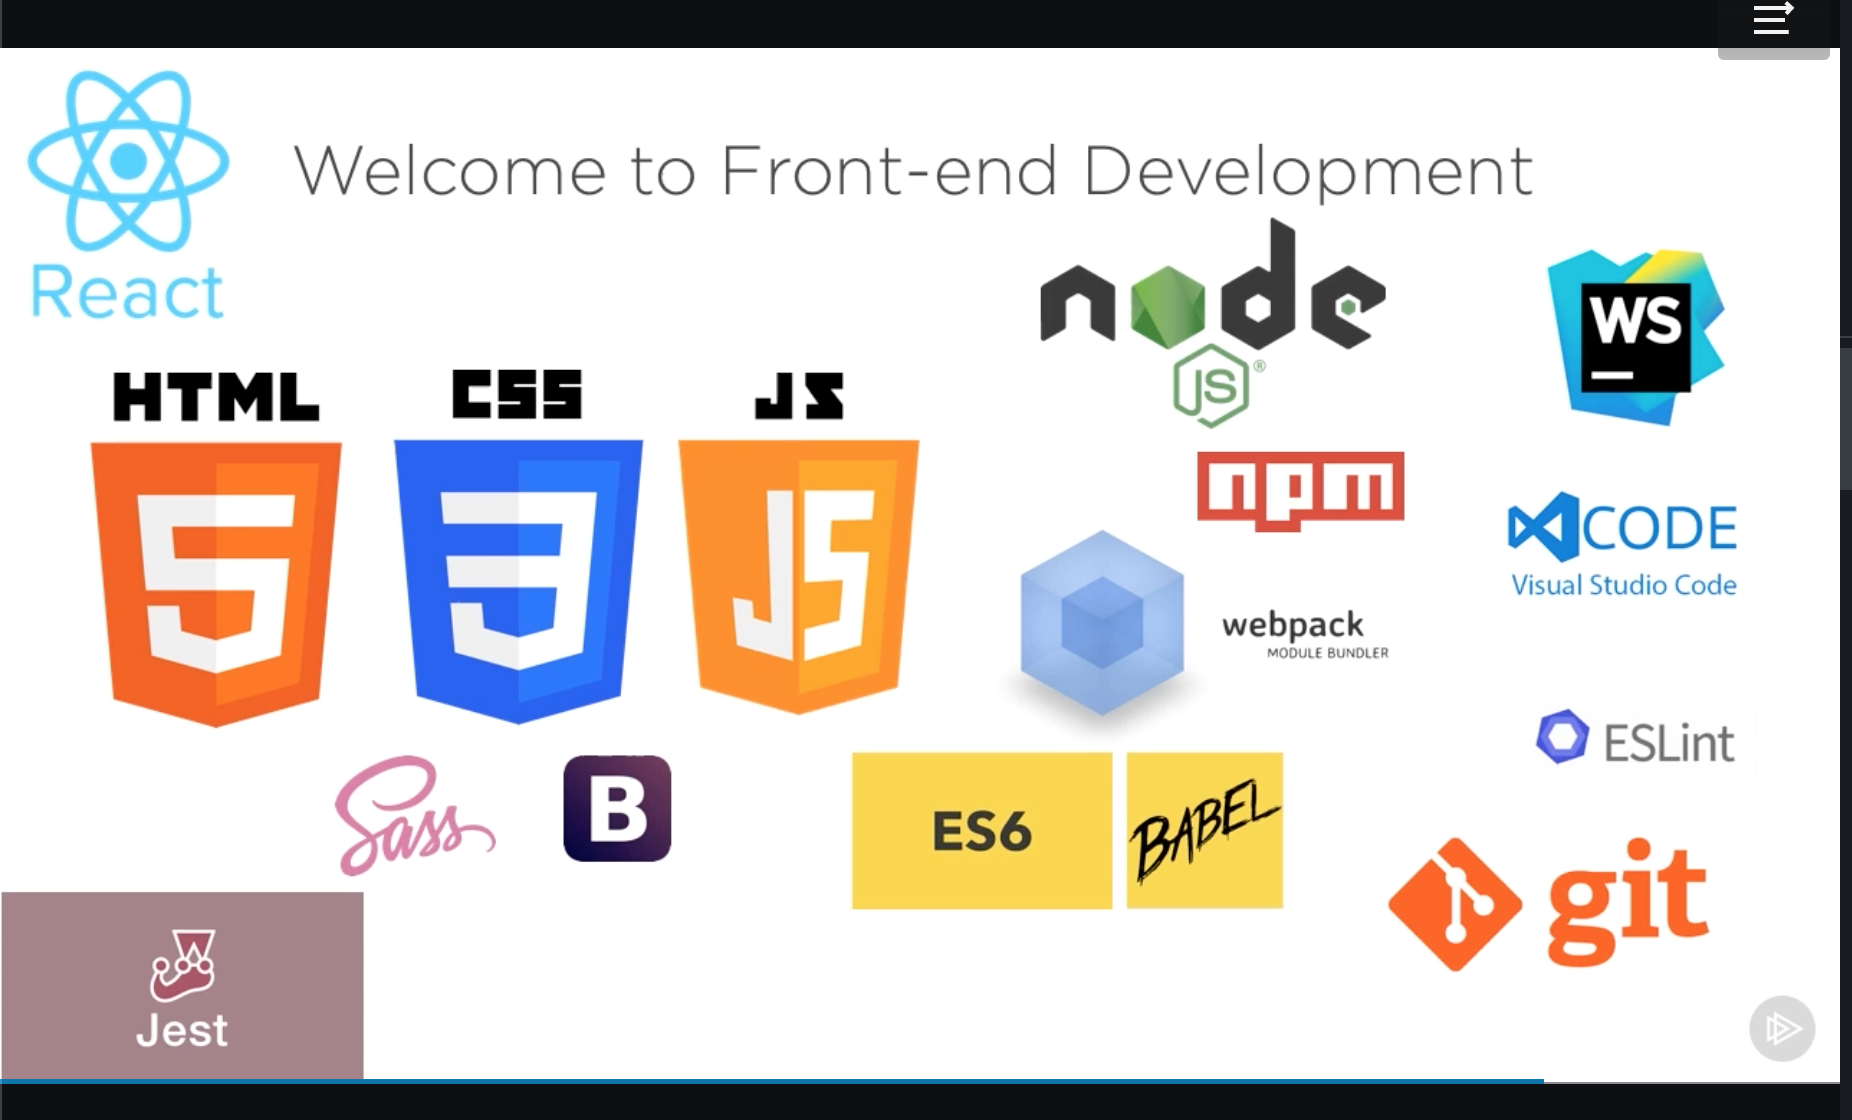 Welcome to Front-end Development
React
node
JS®
WS
HTML
CSS
JS
5
3
JS
npm
CODE
Visual Studio Code
webpack
MODULE BUNDLER
ESLint
Sass
B
ES6
BABEL
git
Jest